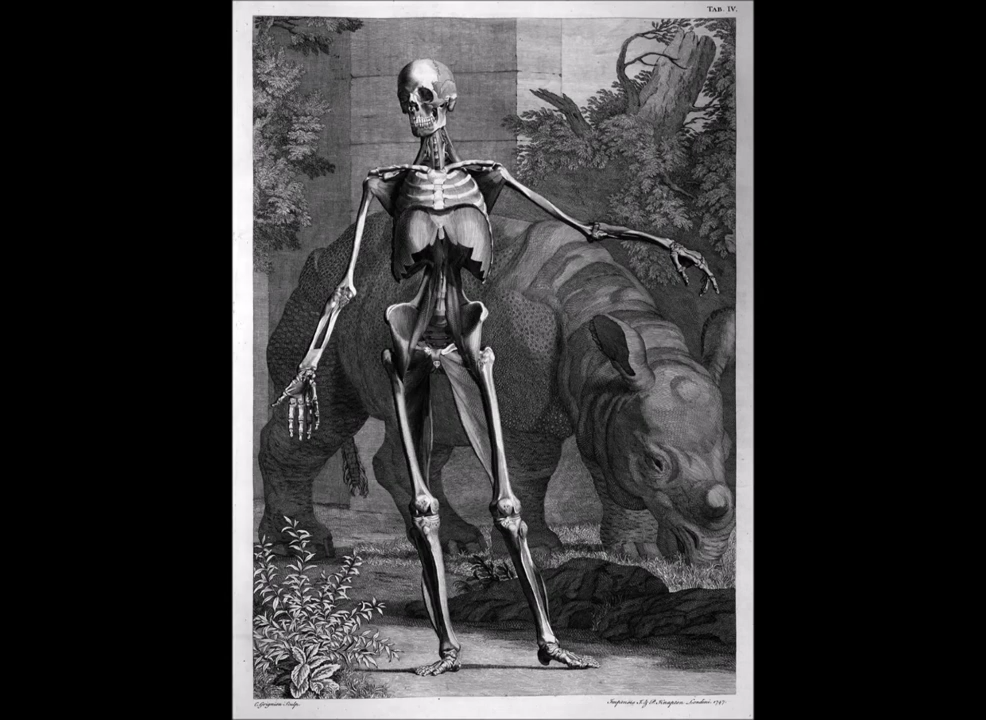 TAB. IV.
C. Grignion Sculp.
Impensis J. & P. Knapton Londini, 1747.